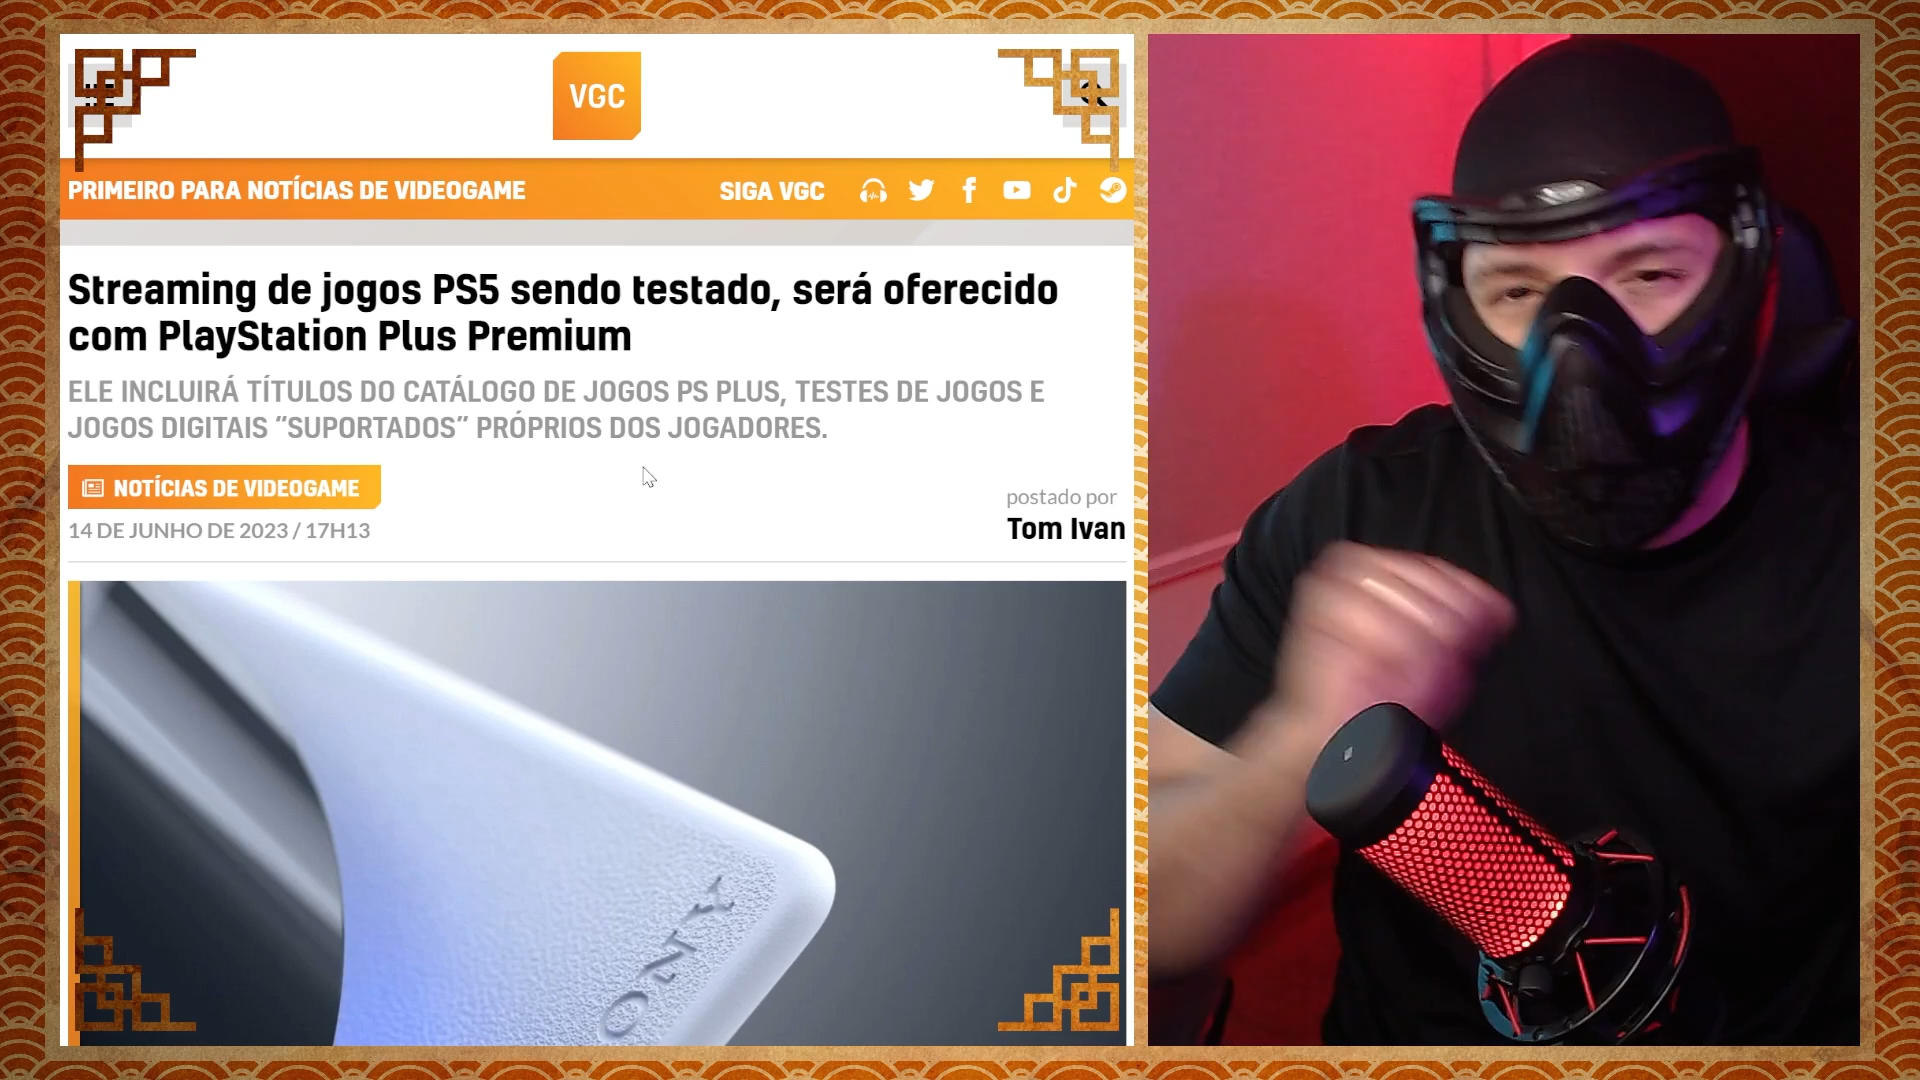 VGC
PRIMEIRO PARA NOTÍCIAS DE VIDEOGAME
SIGA VGC
Streaming de jogos PS5 sendo testado, será oferecido
com PlayStation Plus Premium
ELE INCLUIRÁ TÍTULOS DO CATÁLOGO DE JOGOS PS PLUS, TESTES DE JOGOS E
JOGOS DIGITAIS “SUPORTADOS” PRÓPRIOS DOS JOGADORES.
NOTÍCIAS DE VIDEOGAME
14 DE JUNHO DE 2023 / 17H13
postado por
Tom Ivan
SONY